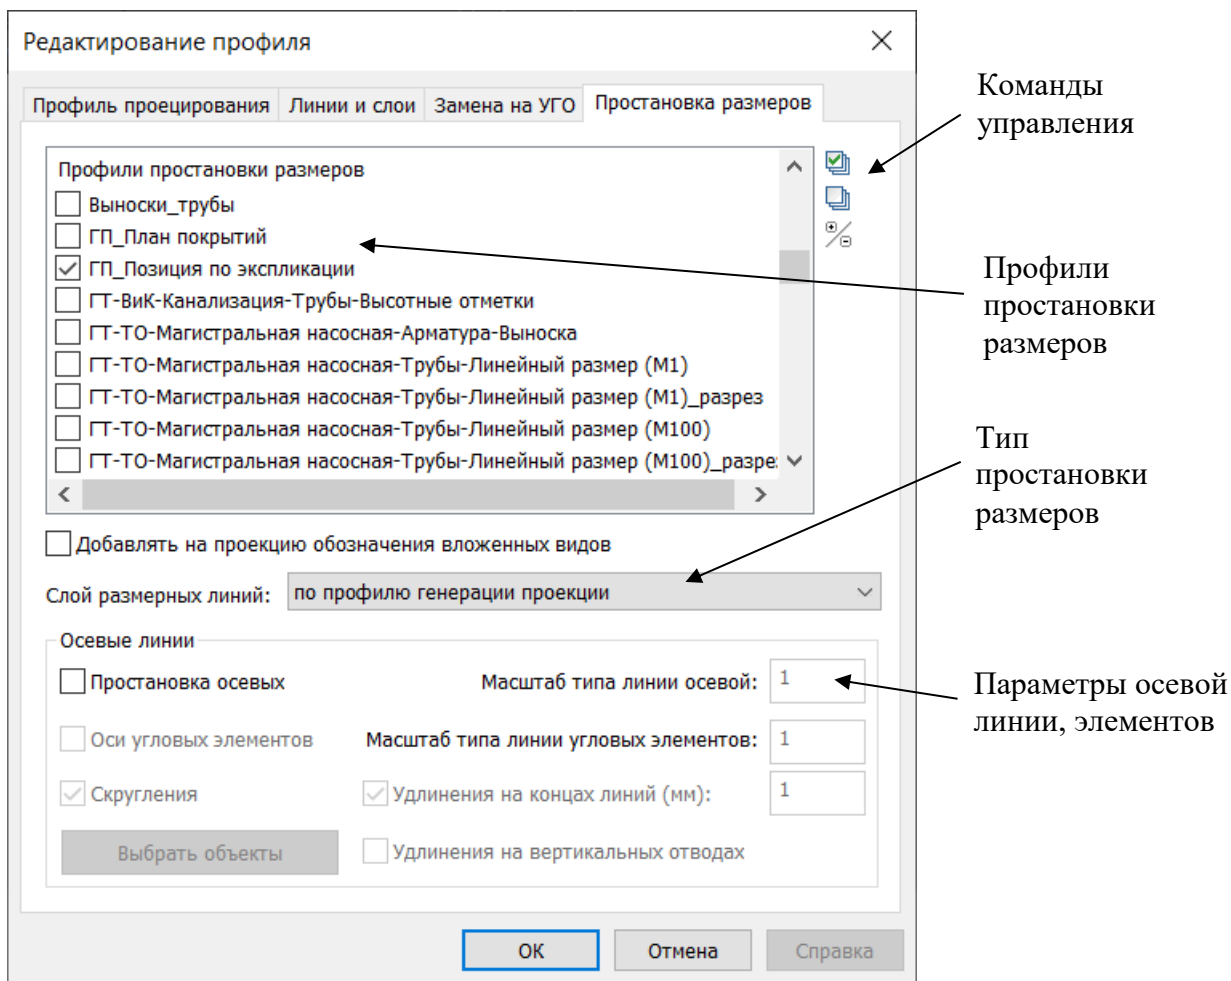 Редактирование профиля
Профиль проецирования
Линии и слои
Замена на УГО
Простановка размеров
Профили простановки размеров
Выноски_трубы
ГП_План покрытий
ГП_Позиция по экспликации
ГТ-ВиК-Канализация-Трубы-Высотные отметки
ГТ-ТО-Магистральная насосная-Арматура-Выноска
ГТ-ТО-Магистральная насосная-Трубы-Линейный размер (М1)
ГТ-ТО-Магистральная насосная-Трубы-Линейный размер (М1)_разрез
ГТ-ТО-Магистральная насосная-Трубы-Линейный размер (М100)
ГТ-ТО-Магистральная насосная-Трубы-Линейный размер (М100)_разре
Добавлять на проекцию обозначения вложенных видов
Слой размерных линий:
по профилю генерации проекции
Осевые линии
Простановка осевых
Масштаб типа линии осевой:
1
Оси угловых элементов
Масштаб типа линии угловых элементов:
1
Скругления
Удлинения на концах линий (мм):
1
Выбрать объекты
Удлинения на вертикальных отводах
ОК
Отмена
Справка
Команды
управления
Профили
простановки
размеров
Тип
простановки
размеров
Параметры осевой
линии, элементов